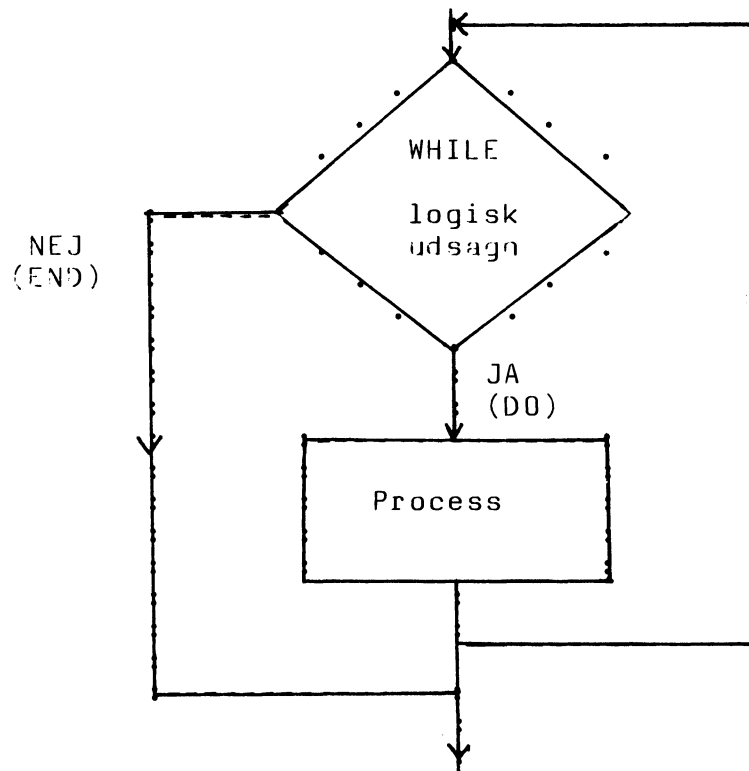 WHILE
logisk
udsagn
NEJ
(END)
JA
(DO)
Process